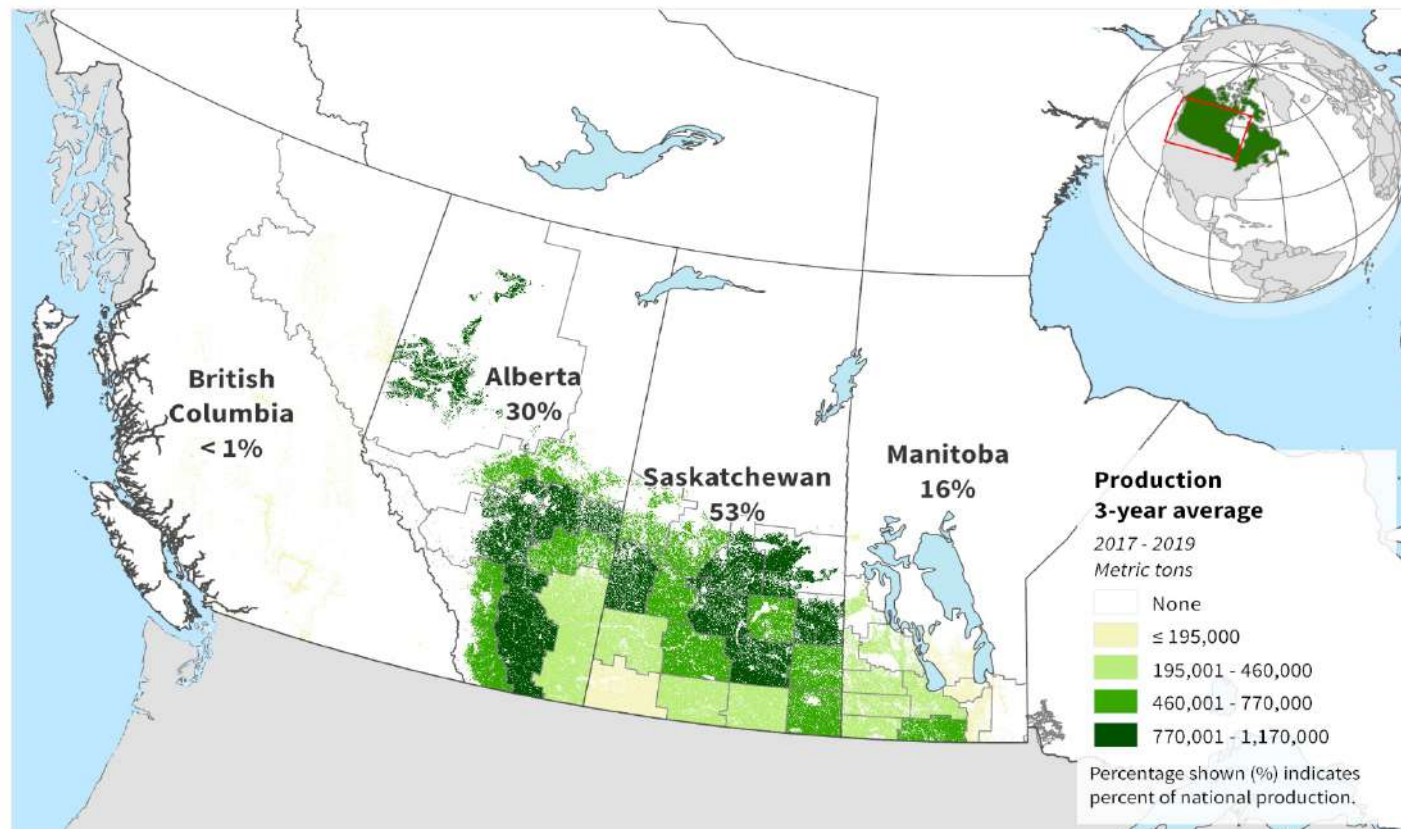 British
Columbia
< 1%
Alberta
30%
Saskatchewan
53%
Manitoba
16%
Production
3-year average
2017 - 2019
Metric tons
None
≤ 195,000
195,001 - 460,000
460,001 - 770,000
770,001 - 1,170,000
Percentage shown (%) indicates
percent of national production.